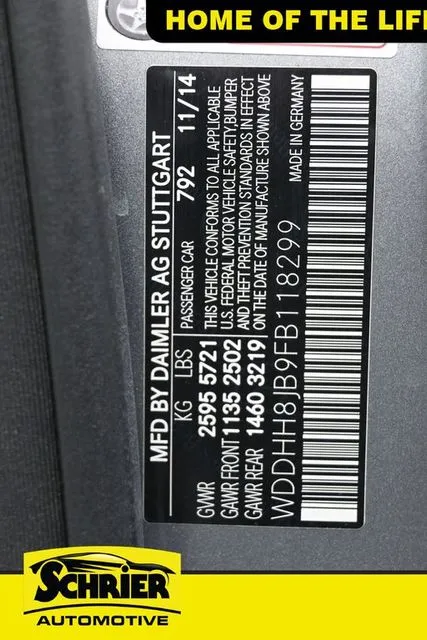 HOME OF THE LIF
MFD BY DAIMLER AG STUTTGART
KG LBS PASSENGER CAR 792 11/14
GWWR 2595 5721 THIS VEHICLE CONFORMS TO ALL APPLICABLE
GAWR FRONT 1135 2502 U.S. FEDERAL MOTOR VEHICLE SAFETY, BUMPER
GAWR REAR 1460 3219 AND THEFT PREVENTION STANDARDS IN EFFECT
ON THE DATE OF MANUFACTURE SHOWN ABOVE
WDDHH8JB9FB118299 MADE IN GERMANY
SCHRIER
AUTOMOTIVE